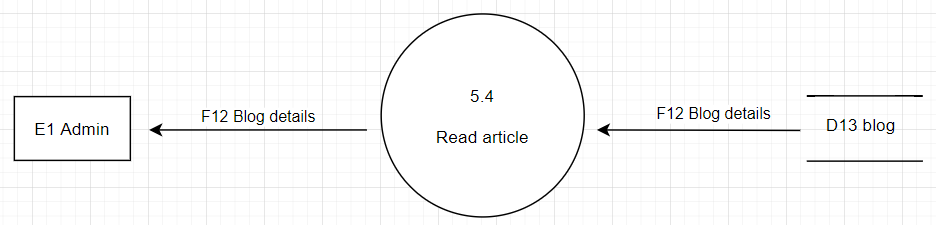 E1 Admin
F12 Blog details
5.4
Read article
F12 Blog details
D13 blog